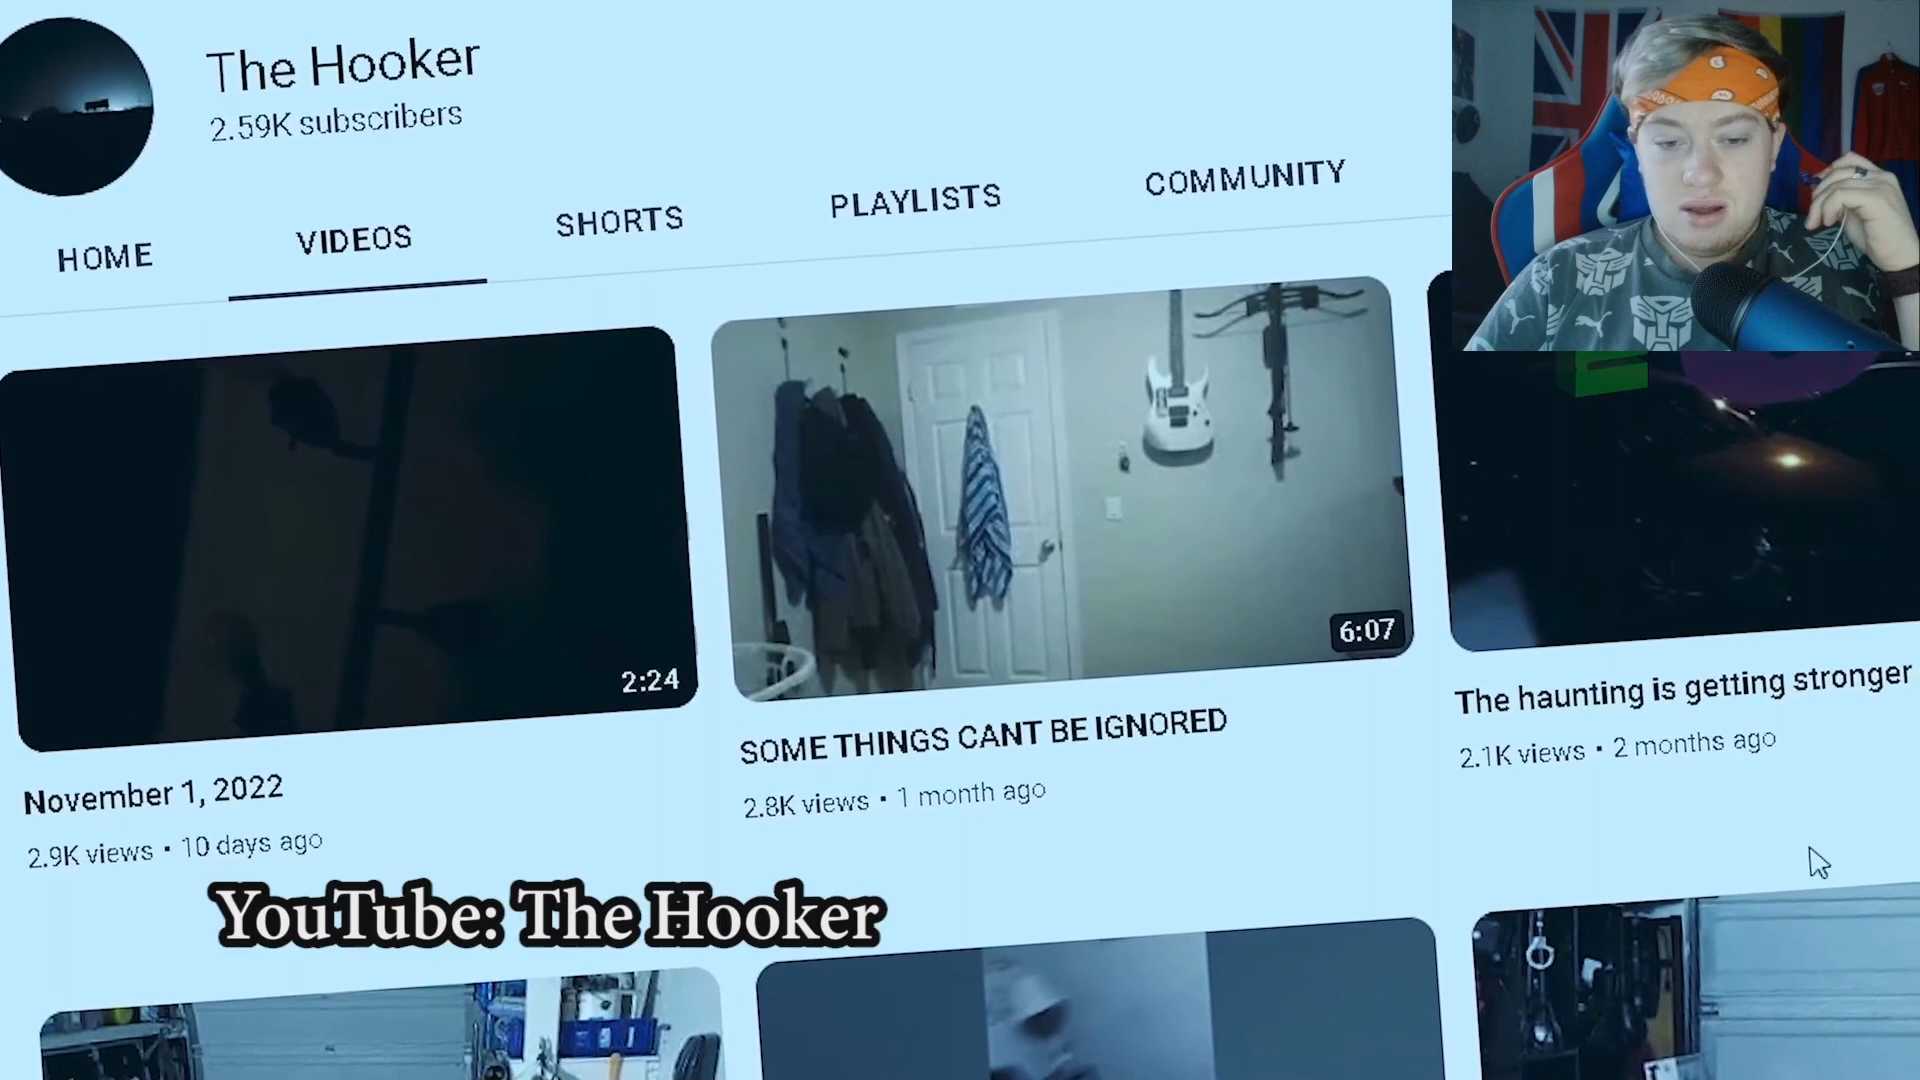 The Hooker
2.59K subscribers
HOME
VIDEOS
SHORTS
PLAYLISTS
COMMUNITY
2:24
6:07
November 1, 2022
2.9K views • 10 days ago
SOME THINGS CANT BE IGNORED
2.8K views • 1 month ago
The haunting is getting stronger
2.1K views • 2 months ago
YouTube: The Hooker